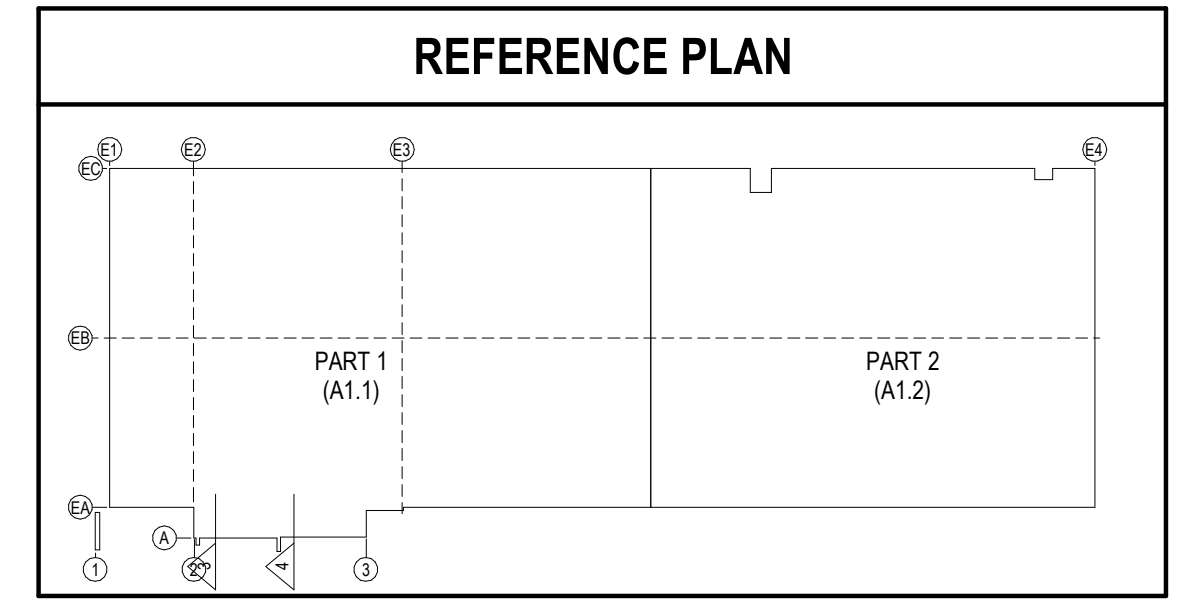 REFERENCE PLAN
E1 E2 E3 E4
EC
EB
PART 1 PART 2
(A1.1) (A1.2)
EA
A
1 2 3 4 3